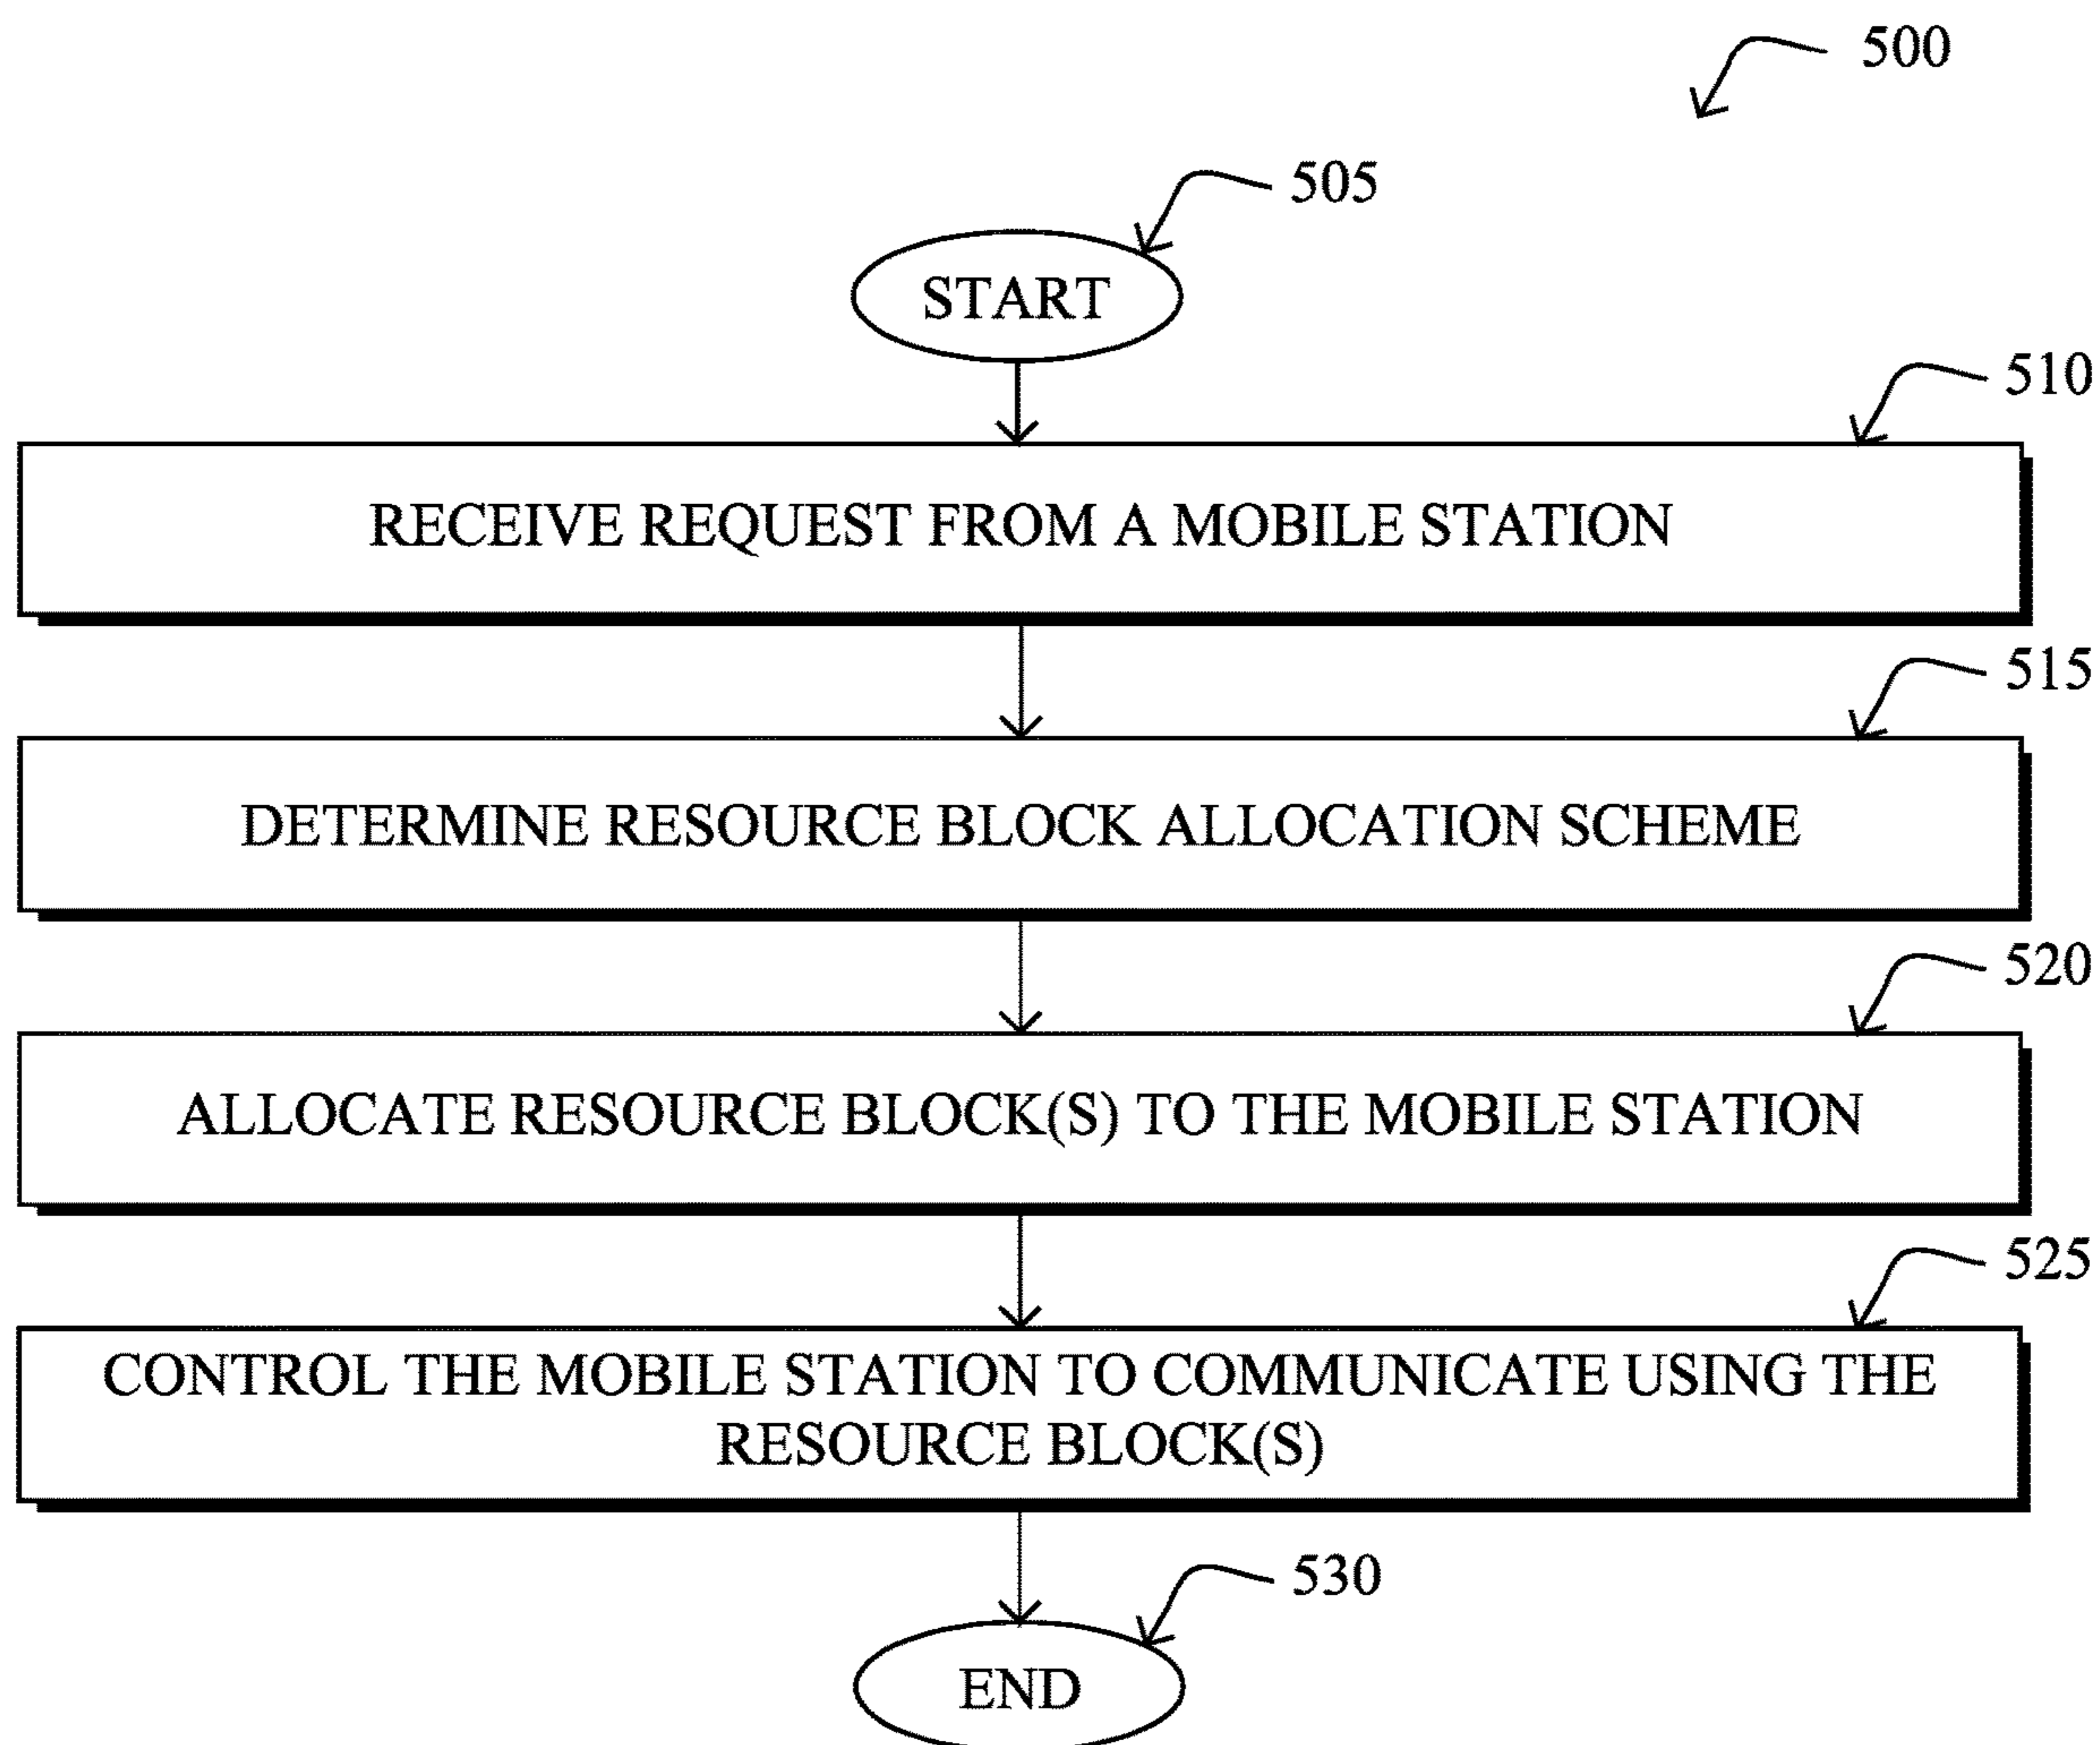 500
505
START
510
RECEIVE REQUEST FROM A MOBILE STATION
515
DETERMINE RESOURCE BLOCK ALLOCATION SCHEME
520
ALLOCATE RESOURCE BLOCK(S) TO THE MOBILE STATION
525
CONTROL THE MOBILE STATION TO COMMUNICATE USING THE
RESOURCE BLOCK(S)
530
END